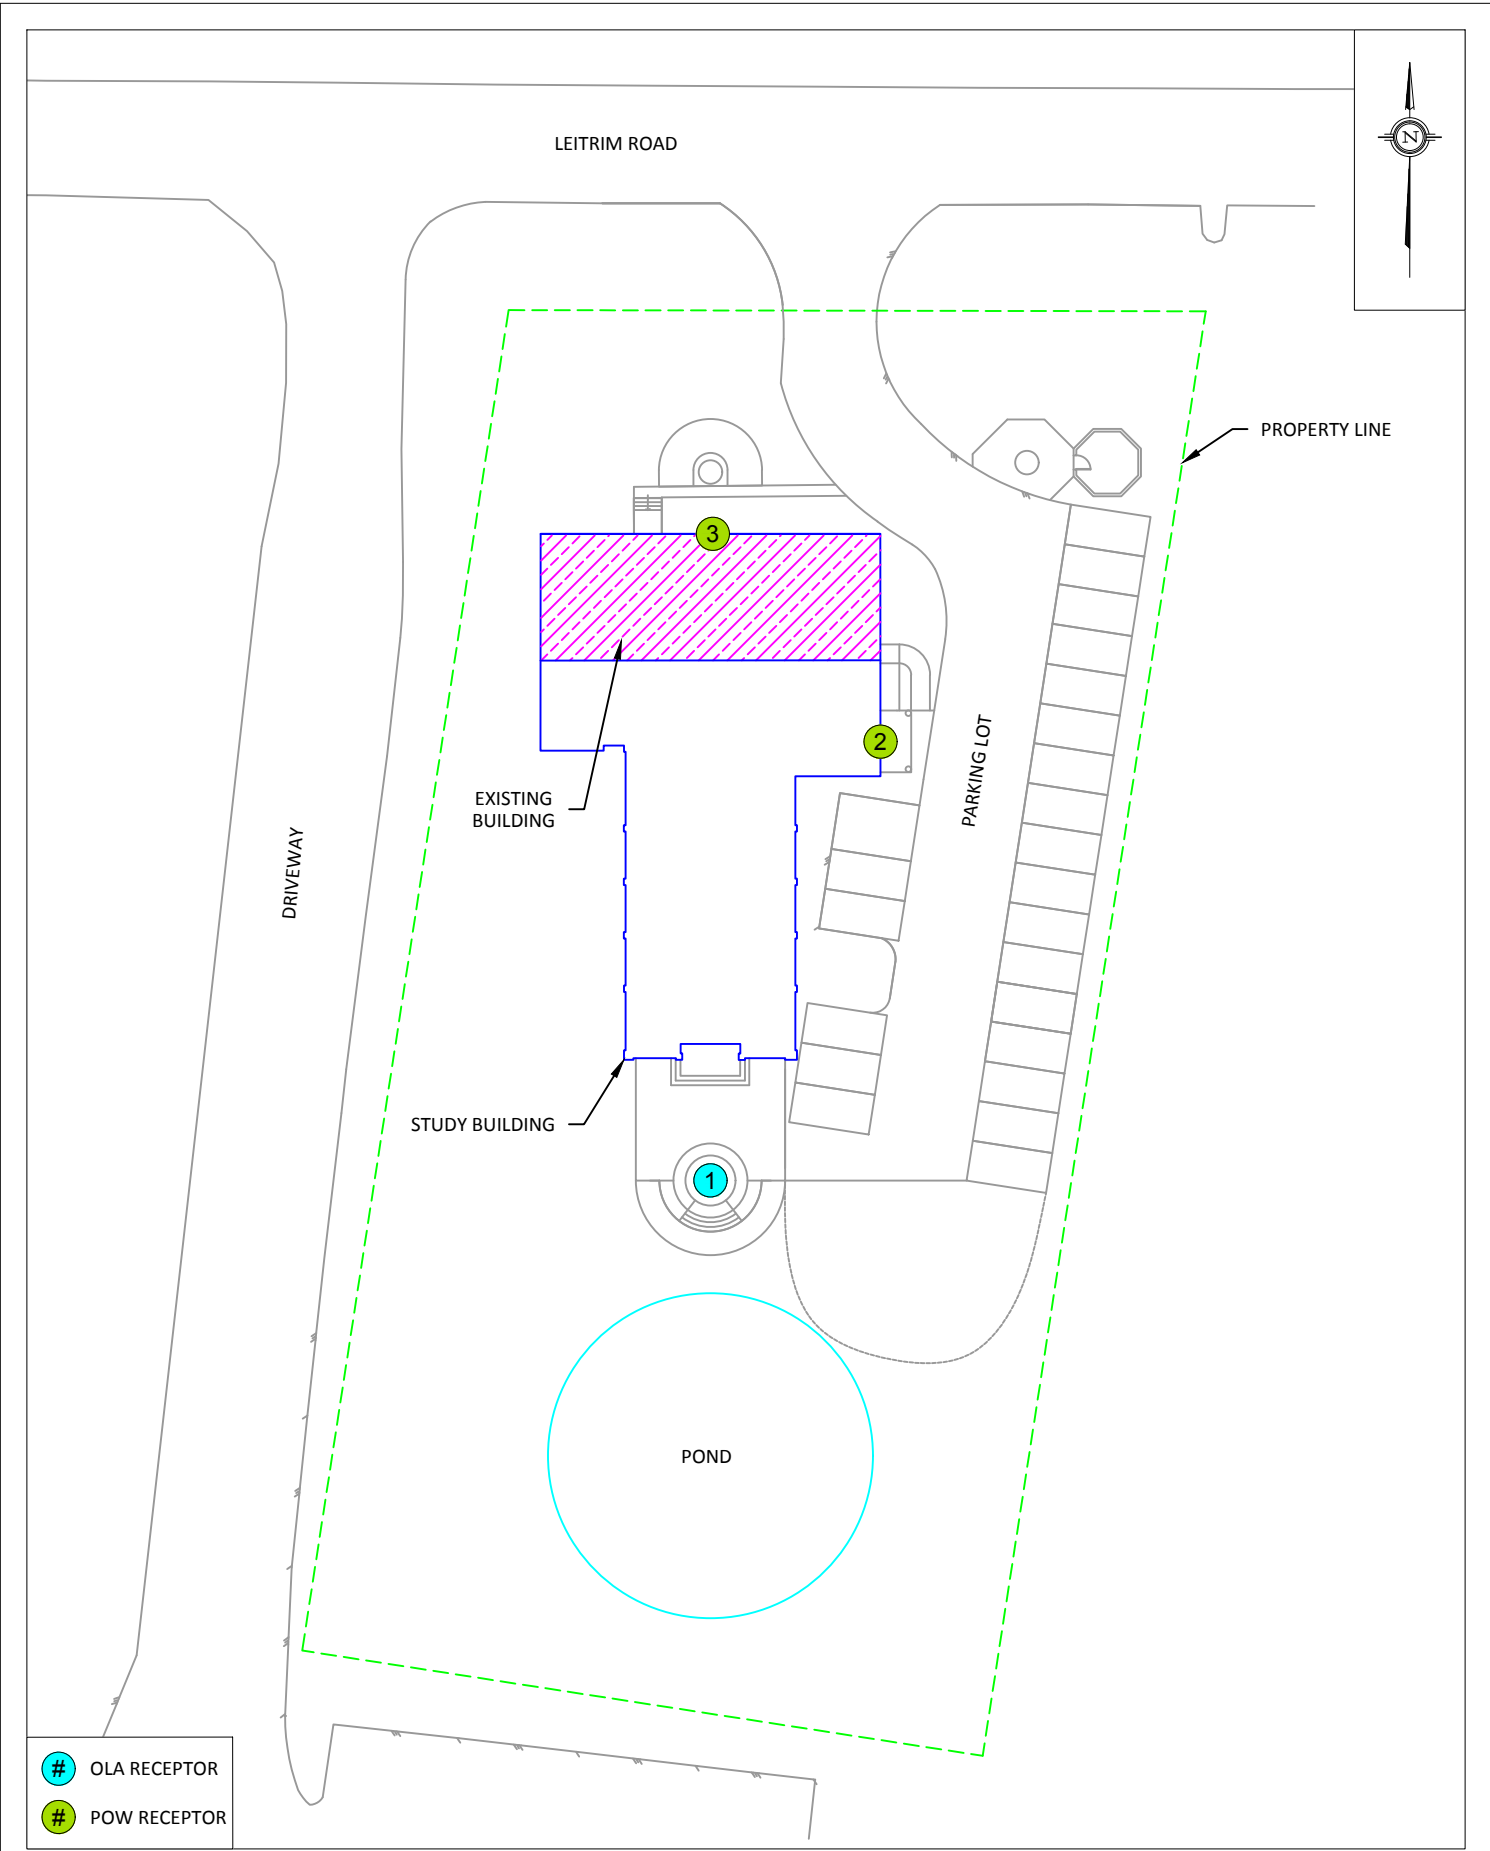 LEITRIM ROAD
N
PROPERTY LINE
3
2
PARKING LOT
EXISTING
BUILDING
DRIVEWAY
STUDY BUILDING
1
POND
# OLA RECEPTOR
# POW RECEPTOR